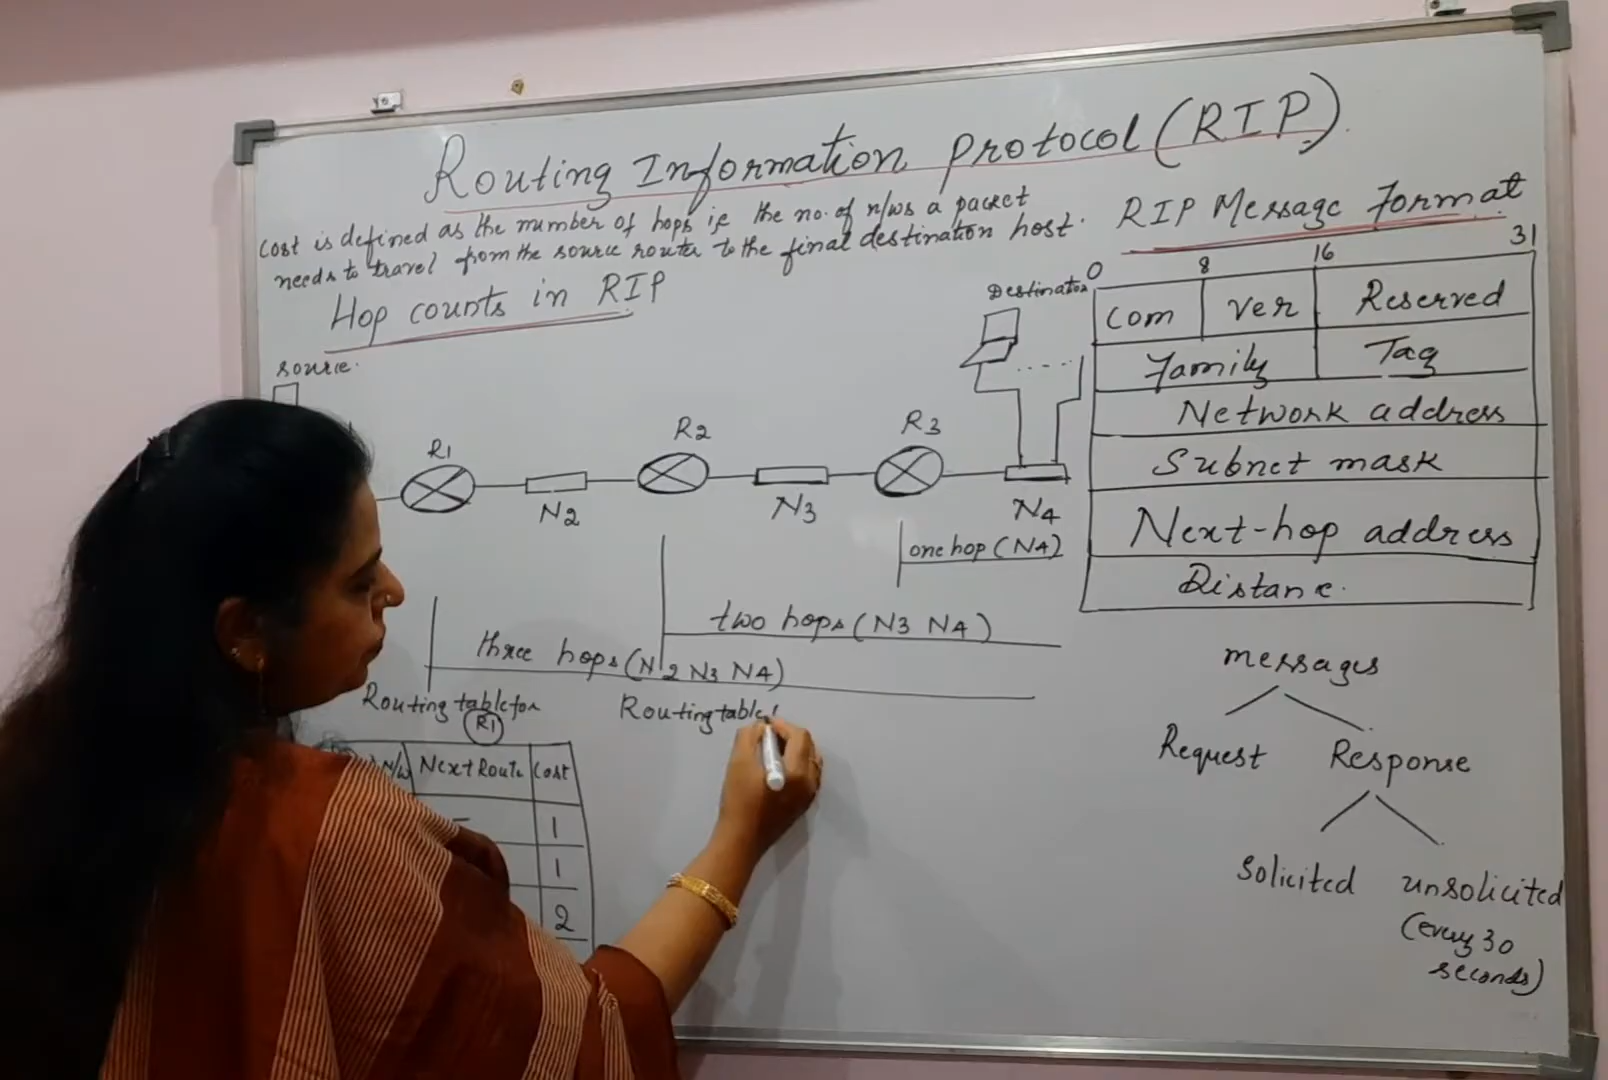 Routing Information Protocol (RIP)
Cost is defined as the number of hops ie the no. of n/ws a packet
needs to travel from the source router to the final destination host.
Hop counts in RIP
source.
R1
R2
R3
N2
N3
N4
Destination
one hop (N4)
two hops (N3 N4)
three hops (N2 N3 N4)
Routing table for
R1
N/w Next Route Cost
- 1
1
2
Routing table
RIP Message Format
0 8 16 31
Com Ver Reserved
Family Tag
Network address
Subnet mask
Next-hop address
Distance.
messages
Request Response
Solicited unsolicited
(every 30
seconds)